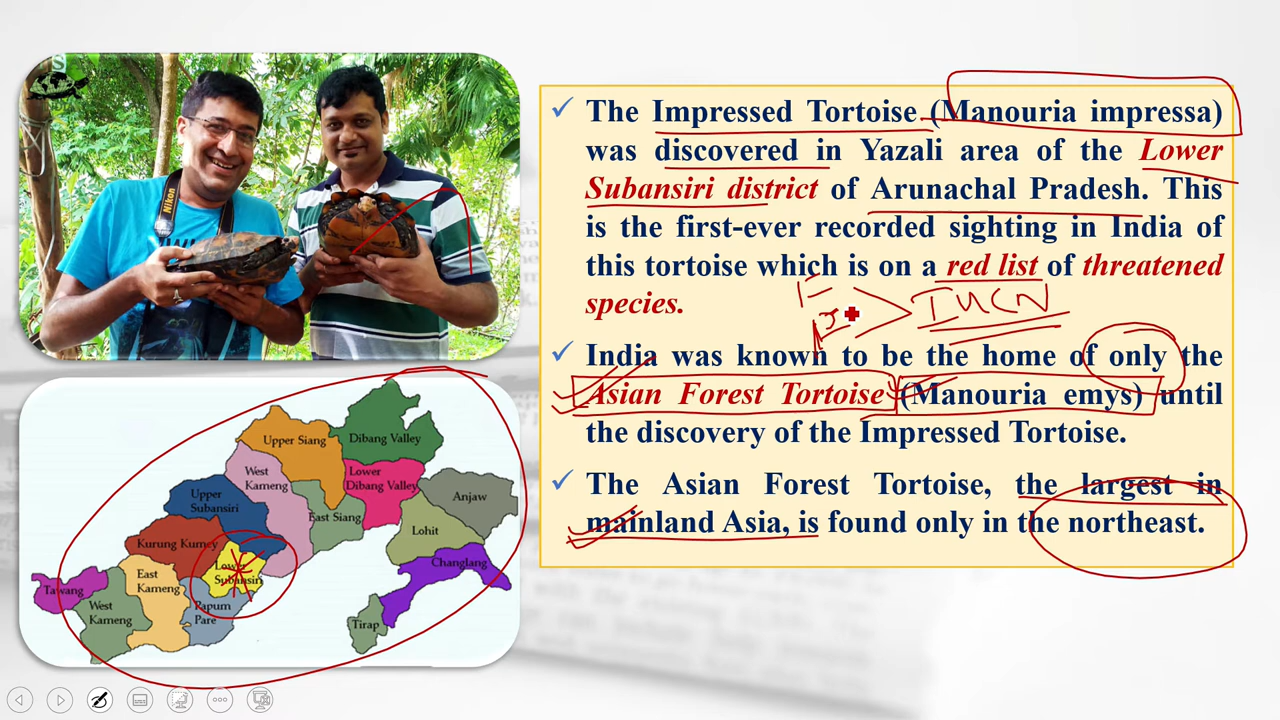 S
Nikon
The Impressed Tortoise (Manouria impressa)
was discovered in Yazali area of the Lower
Subansiri district of Arunachal Pradesh. This
is the first-ever recorded sighting in India of
this tortoise which is on a red list of threatened
species.
IUCN
India was known to be the home of only the
Asian Forest Tortoise (Manouria emys) until
the discovery of the Impressed Tortoise.
The Asian Forest Tortoise, the largest in
mainland Asia, is found only in the northeast.
Upper Siang
Dibang Valley
West
Kameng
Lower
Dibang Valley
Upper
Subansiri
Anjaw
East Siang
Lohit
Kurung Kumey
Changlang
Lower
Subansiri
East
Kameng
Tawang
West
Kameng
Papum
Pare
Tirap